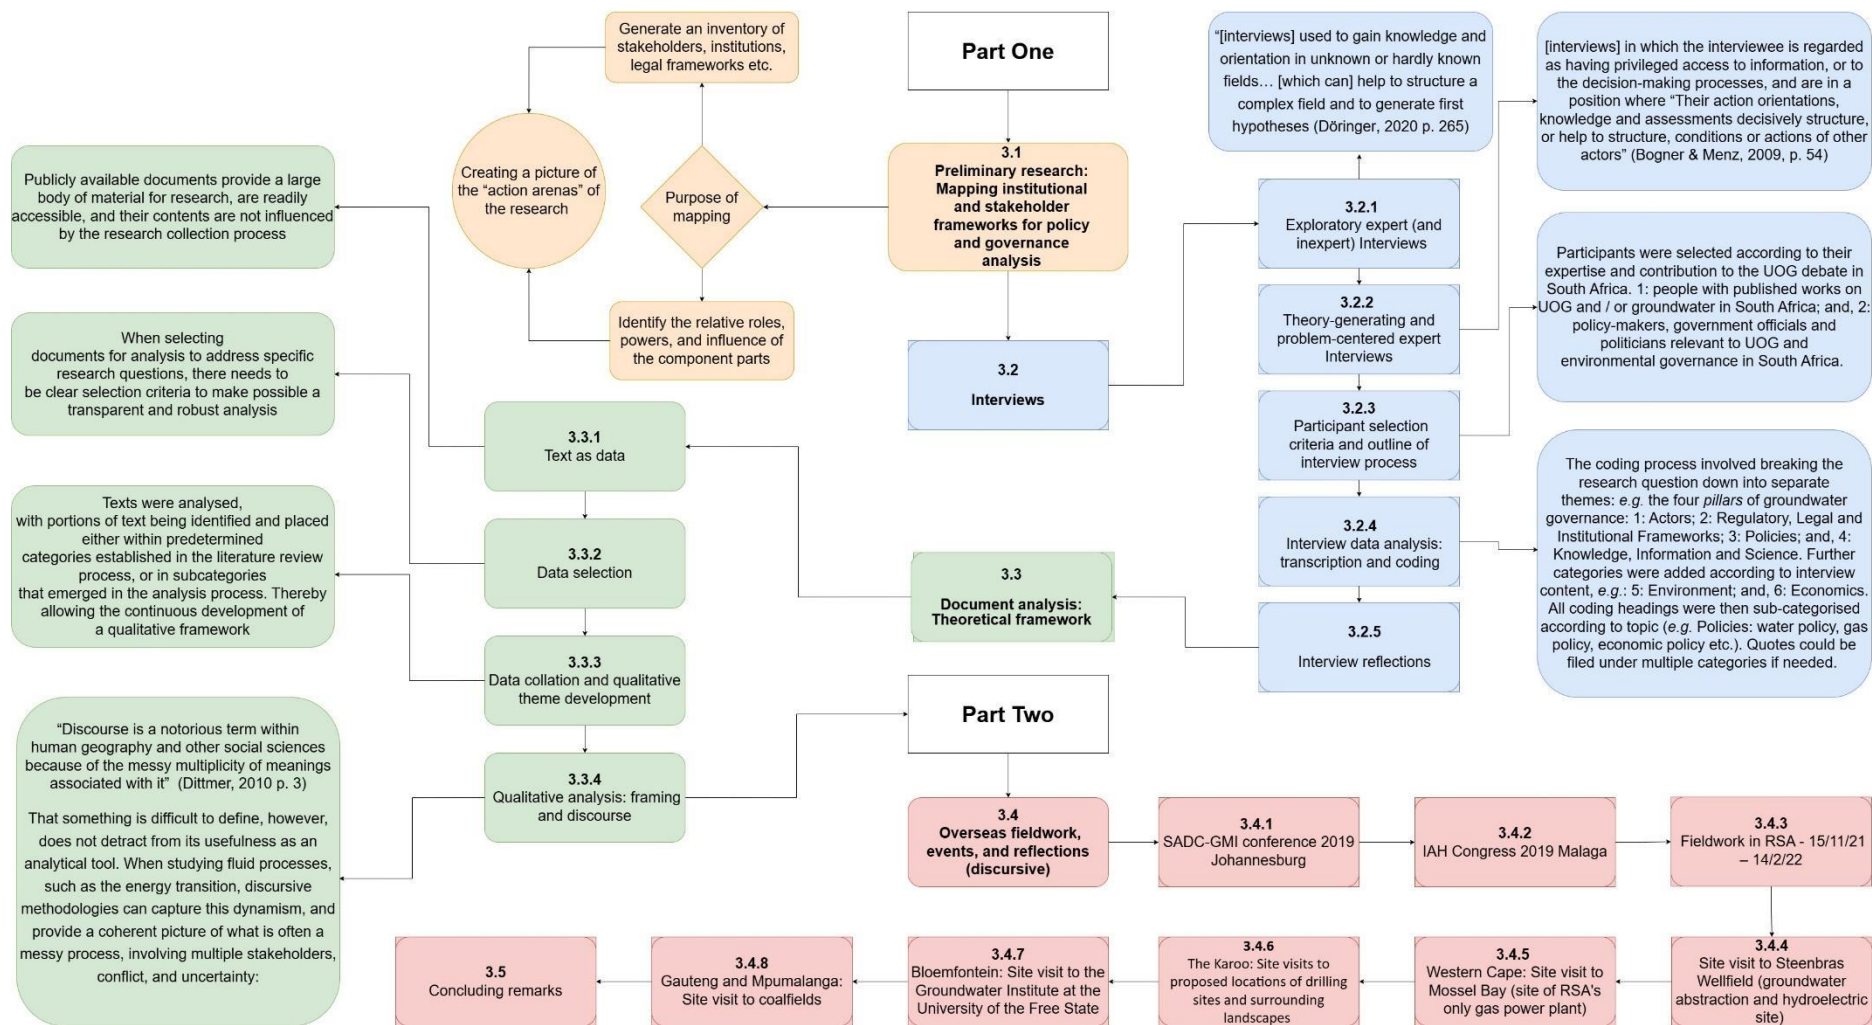 Part One
3.1
Preliminary research:
Mapping institutional
and stakeholder
frameworks for policy
and governance
analysis
Purpose of
mapping
Generate an inventory of
stakeholders, institutions,
legal frameworks etc.
Creating a picture of
the “action arenas” of
the research
Identify the relative roles,
powers, and influence of
the component parts
3.2
Interviews
3.2.1
Exploratory expert (and
inexpert) Interviews
“[interviews] used to gain knowledge and
orientation in unknown or hardly known
fields… [which can] help to structure a
complex field and to generate first
hypotheses (Döringer, 2020 p. 265)
3.2.2
Theory-generating and
problem-centered expert
Interviews
[interviews] in which the interviewee is regarded
as having privileged access to information, or to
the decision-making processes, and are in a
position where “Their action orientations,
knowledge and assessments decisively structure,
or help to structure, conditions or actions of other
actors” (Bogner & Menz, 2009, p. 54)
3.2.3
Participant selection
criteria and outline of
interview process
Participants were selected according to their
expertise and contribution to the UOG debate in
South Africa. 1: people with published works on
UOG and / or groundwater in South Africa; and, 2:
policy-makers, government officials and
politicians relevant to UOG and
environmental governance in South Africa.
3.2.4
Interview data analysis:
transcription and coding
The coding process involved breaking the
research question down into separate
themes: e.g. the four pillars of groundwater
governance: 1: Actors; 2: Regulatory, Legal and
Institutional Frameworks; 3: Policies; and, 4:
Knowledge, Information and Science. Further
categories were added according to interview
content, e.g.: 5: Environment; and, 6: Economics.
All coding headings were then sub-categorised
according to topic (e.g. Policies: water policy, gas
policy, economic policy etc.). Quotes could be
filed under multiple categories if needed.
3.2.5
Interview reflections
3.3
Document analysis:
Theoretical framework
3.3.1
Text as data
Publicly available documents provide a large
body of material for research, are readily
accessible, and their contents are not influenced
by the research collection process
3.3.2
Data selection
When selecting
documents for analysis to address specific
research questions, there needs to
be clear selection criteria to make possible a
transparent and robust analysis
3.3.3
Data collation and qualitative
theme development
Texts were analysed,
with portions of text being identified and placed
either within predetermined
categories established in the literature review
process, or in subcategories
that emerged in the analysis process. Thereby
allowing the continuous development of
a qualitative framework
3.3.4
Qualitative analysis: framing
and discourse
“Discourse is a notorious term within
human geography and other social sciences
because of the messy multiplicity of meanings
associated with it” (Dittmer, 2010 p. 3)
That something is difficult to define, however,
does not detract from its usefulness as an
analytical tool. When studying fluid processes,
such as the energy transition, discursive
methodologies can capture this dynamism, and
provide a coherent picture of what is often a
messy process, involving multiple stakeholders,
conflict, and uncertainty:
Part Two
3.4
Overseas fieldwork,
events, and reflections
(discursive)
3.4.1
SADC-GMI conference 2019
Johannesburg
3.4.2
IAH Congress 2019 Malaga
3.4.3
Fieldwork in RSA - 15/11/21
– 14/2/22
3.4.4
Site visit to Steenbras
Wellfield (groundwater
abstraction and hydroelectric
site)
3.4.5
Western Cape: Site visit to
Mossel Bay (site of RSA's
only gas power plant)
3.4.6
The Karoo: Site visits to
proposed locations of drilling
sites and surrounding
landscapes
3.4.7
Bloemfontein: Site visit to the
Groundwater Institute at the
University of the Free State
3.4.8
Gauteng and Mpumalanga:
Site visit to coalfields
3.5
Concluding remarks